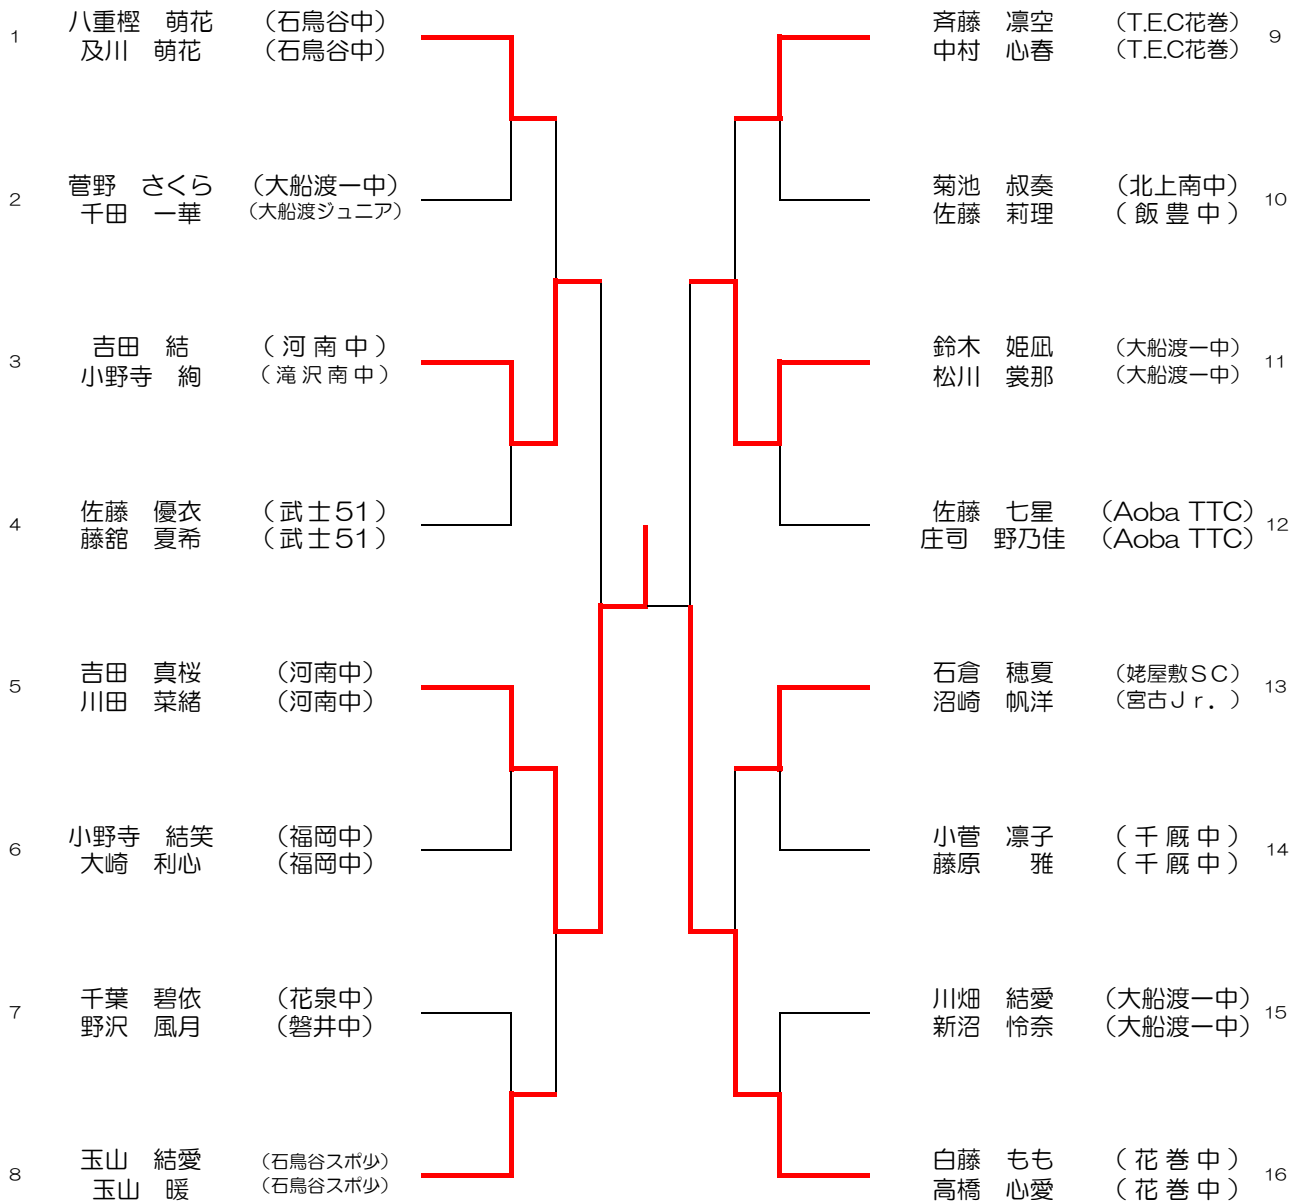 1 八重樫 萌花 (石鳥谷中)
及川 萌花 (石鳥谷中)
2 菅野 さくら (大船渡一中)
千田 一華 (大船渡ジュニア)
3 吉田 結 (河南中)
小野寺 絢 (滝沢南中)
4 佐藤 優衣 (武士51)
藤舘 夏希 (武士51)
5 吉田 真桜 (河南中)
川田 菜緒 (河南中)
6 小野寺 結笑 (福岡中)
大崎 利心 (福岡中)
7 千葉 碧依 (花泉中)
野沢 風月 (磐井中)
8 玉山 結愛 (石鳥谷スポ少)
玉山 暖 (石鳥谷スポ少)
斉藤 凛空 (T.E.C花巻) 9
中村 心春 (T.E.C花巻)
菊池 叔奏 (北上南中) 10
佐藤 莉理 (飯豊中)
鈴木 姫凪 (大船渡一中) 11
松川 裳那 (大船渡一中)
佐藤 七星 (Aoba TTC) 12
庄司 野乃佳 (Aoba TTC)
石倉 穂夏 (姥屋敷SC) 13
沼崎 帆洋 (宮古Jr.)
小菅 凛子 (千厩中) 14
藤原 雅 (千厩中)
川畑 結愛 (大船渡一中) 15
新沼 怜奈 (大船渡一中)
白藤 もも (花巻中) 16
高橋 心愛 (花巻中)